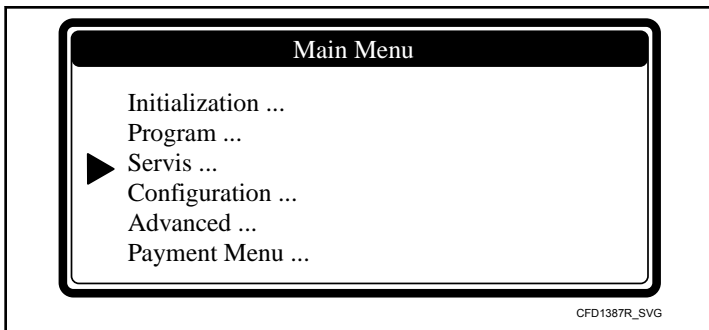 Main Menu
Initialization ...
Program ...
Servis ...
Configuration ...
Advanced ...
Payment Menu ...
CFD1387R_SVG